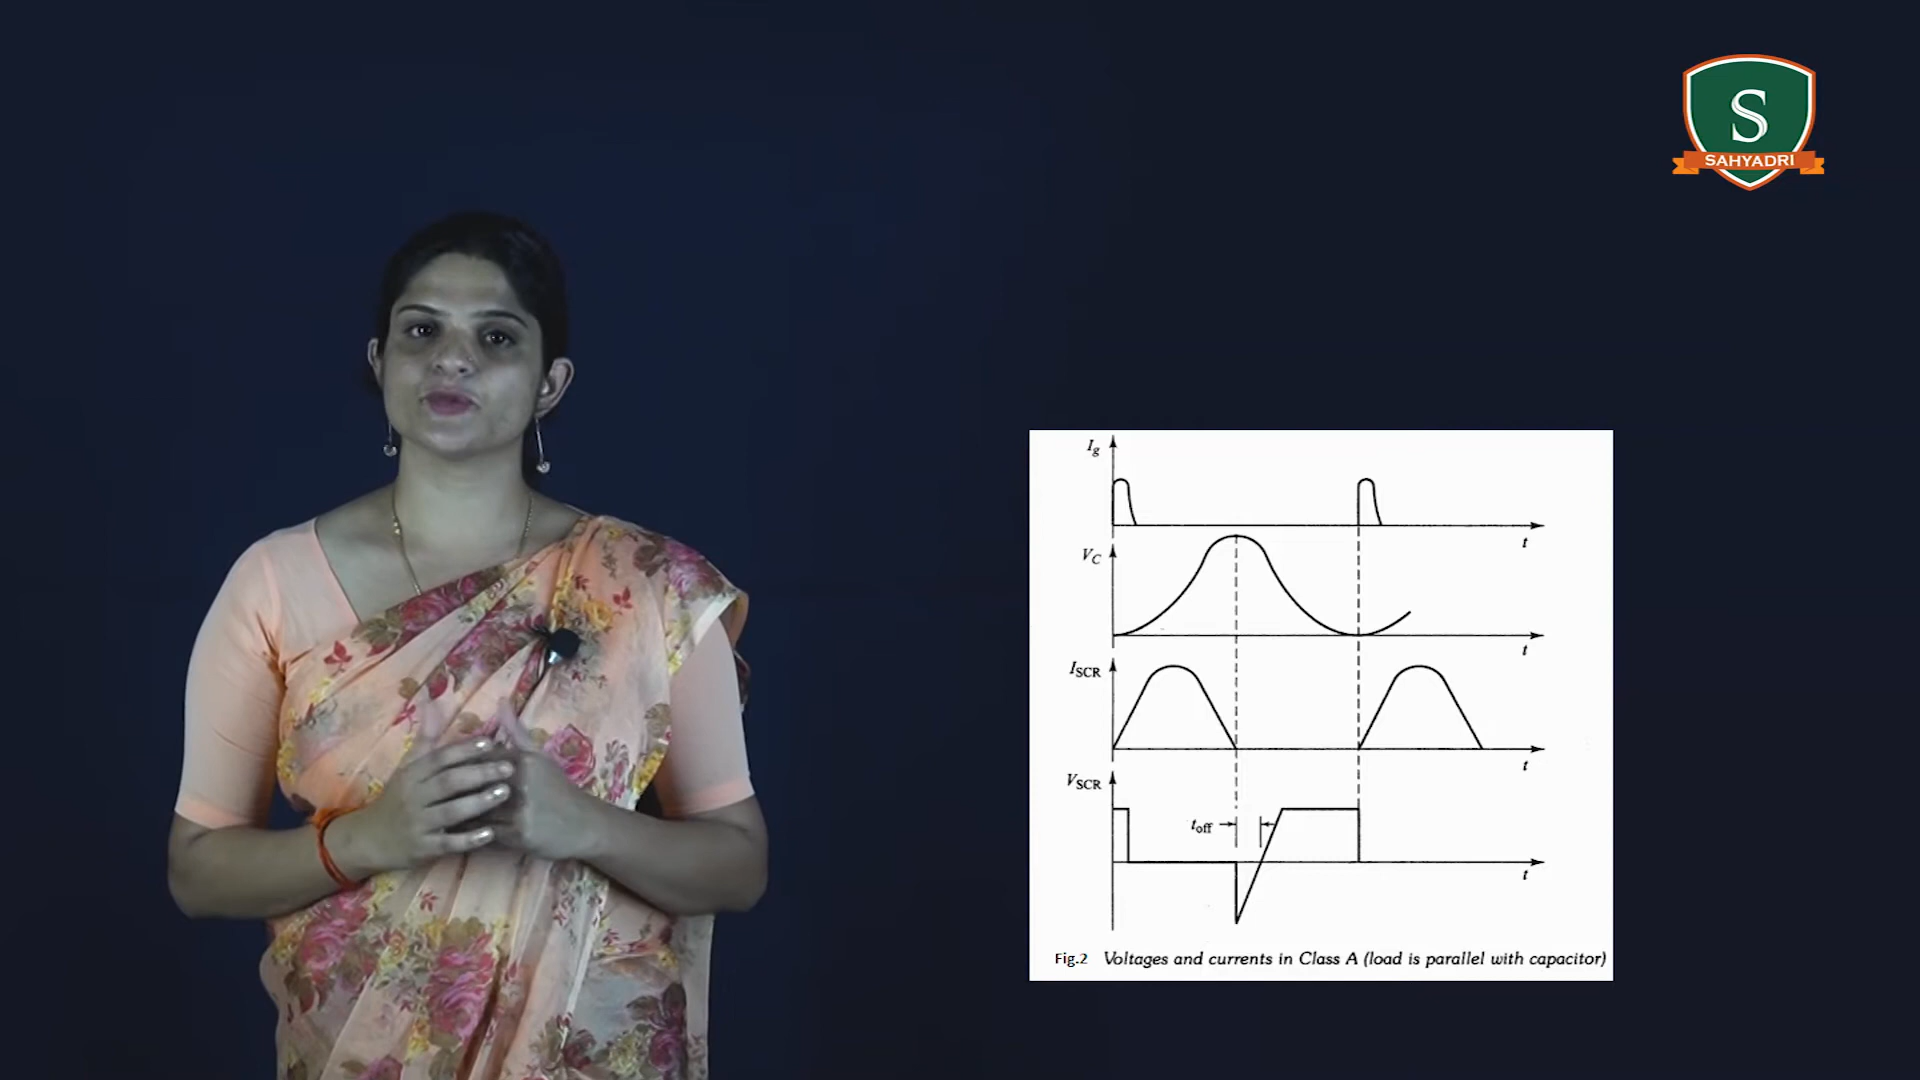 S
SAHYADRI
Ig
t
VC
t
ISCR
t
VSCR
toff
t
Fig.2 Voltages and currents in Class A (load is parallel with capacitor)